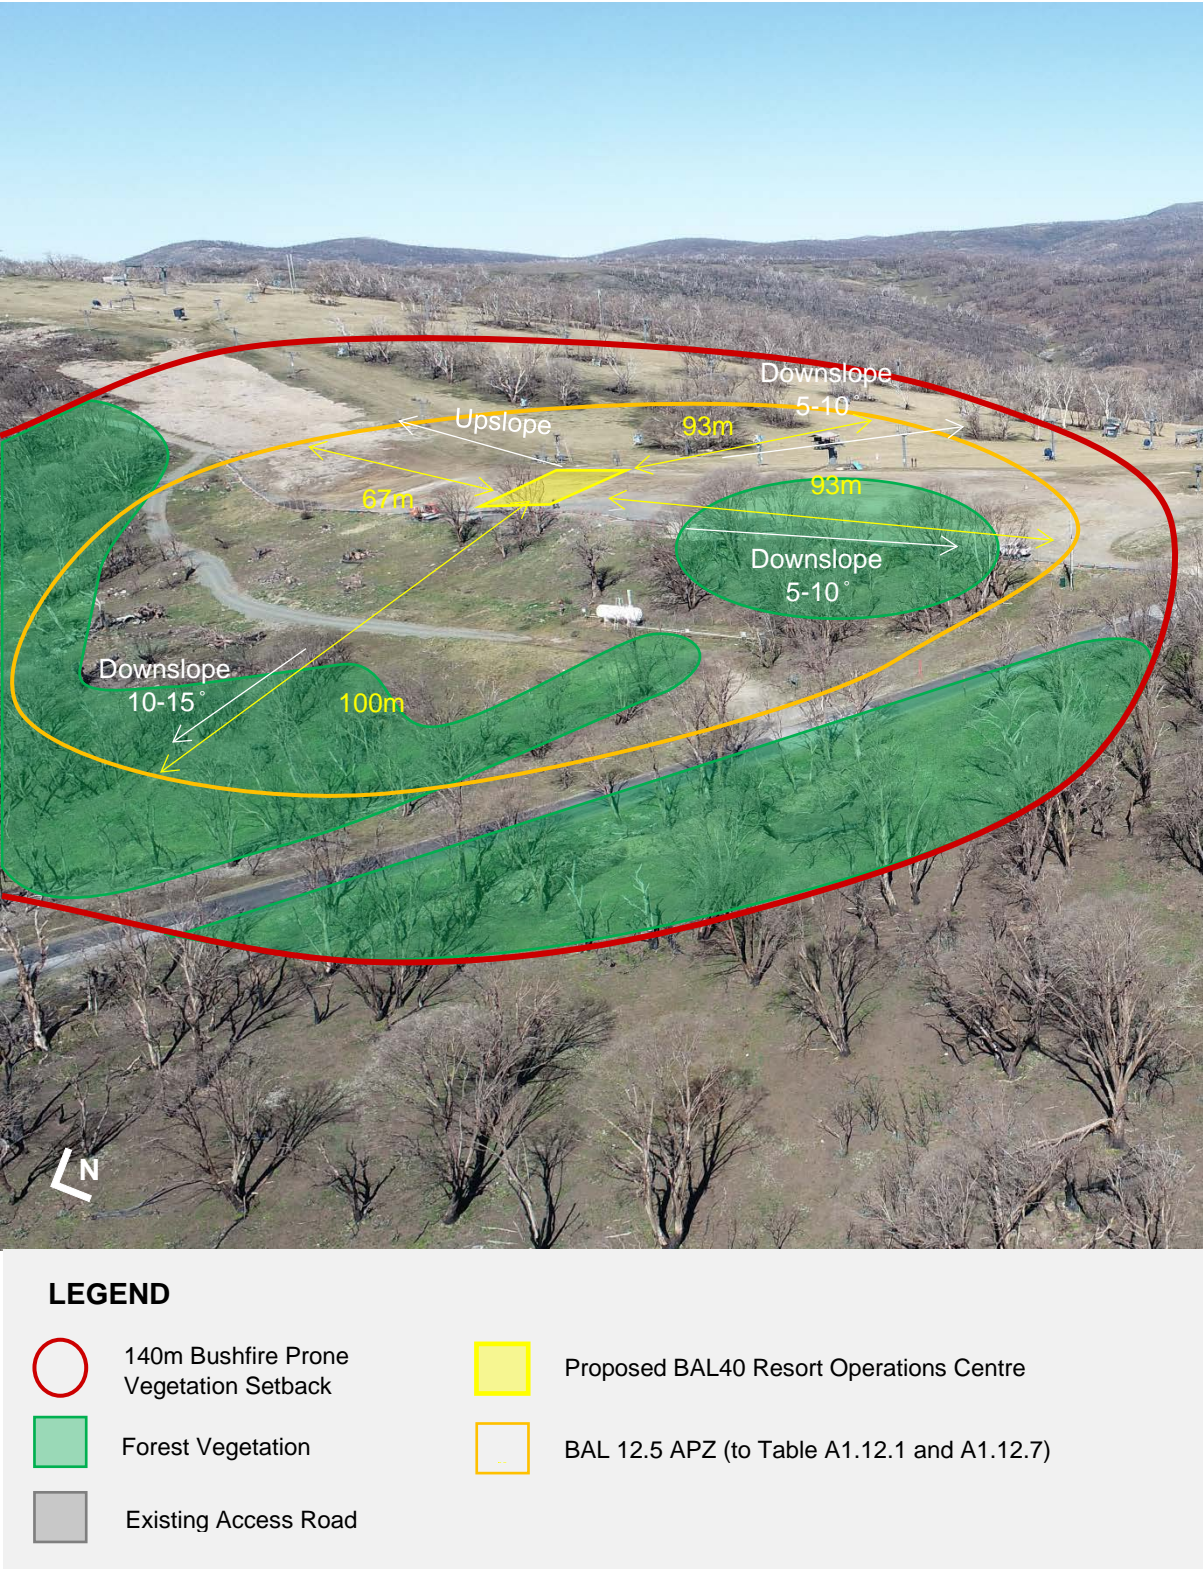 Downslope
5-10°
Upslope
93m
67m
93m
Downslope
5-10°
Downslope
10-15°
100m
N
LEGEND
140m Bushfire Prone
Vegetation Setback
Proposed BAL40 Resort Operations Centre
Forest Vegetation
BAL 12.5 APZ (to Table A1.12.1 and A1.12.7)
Existing Access Road